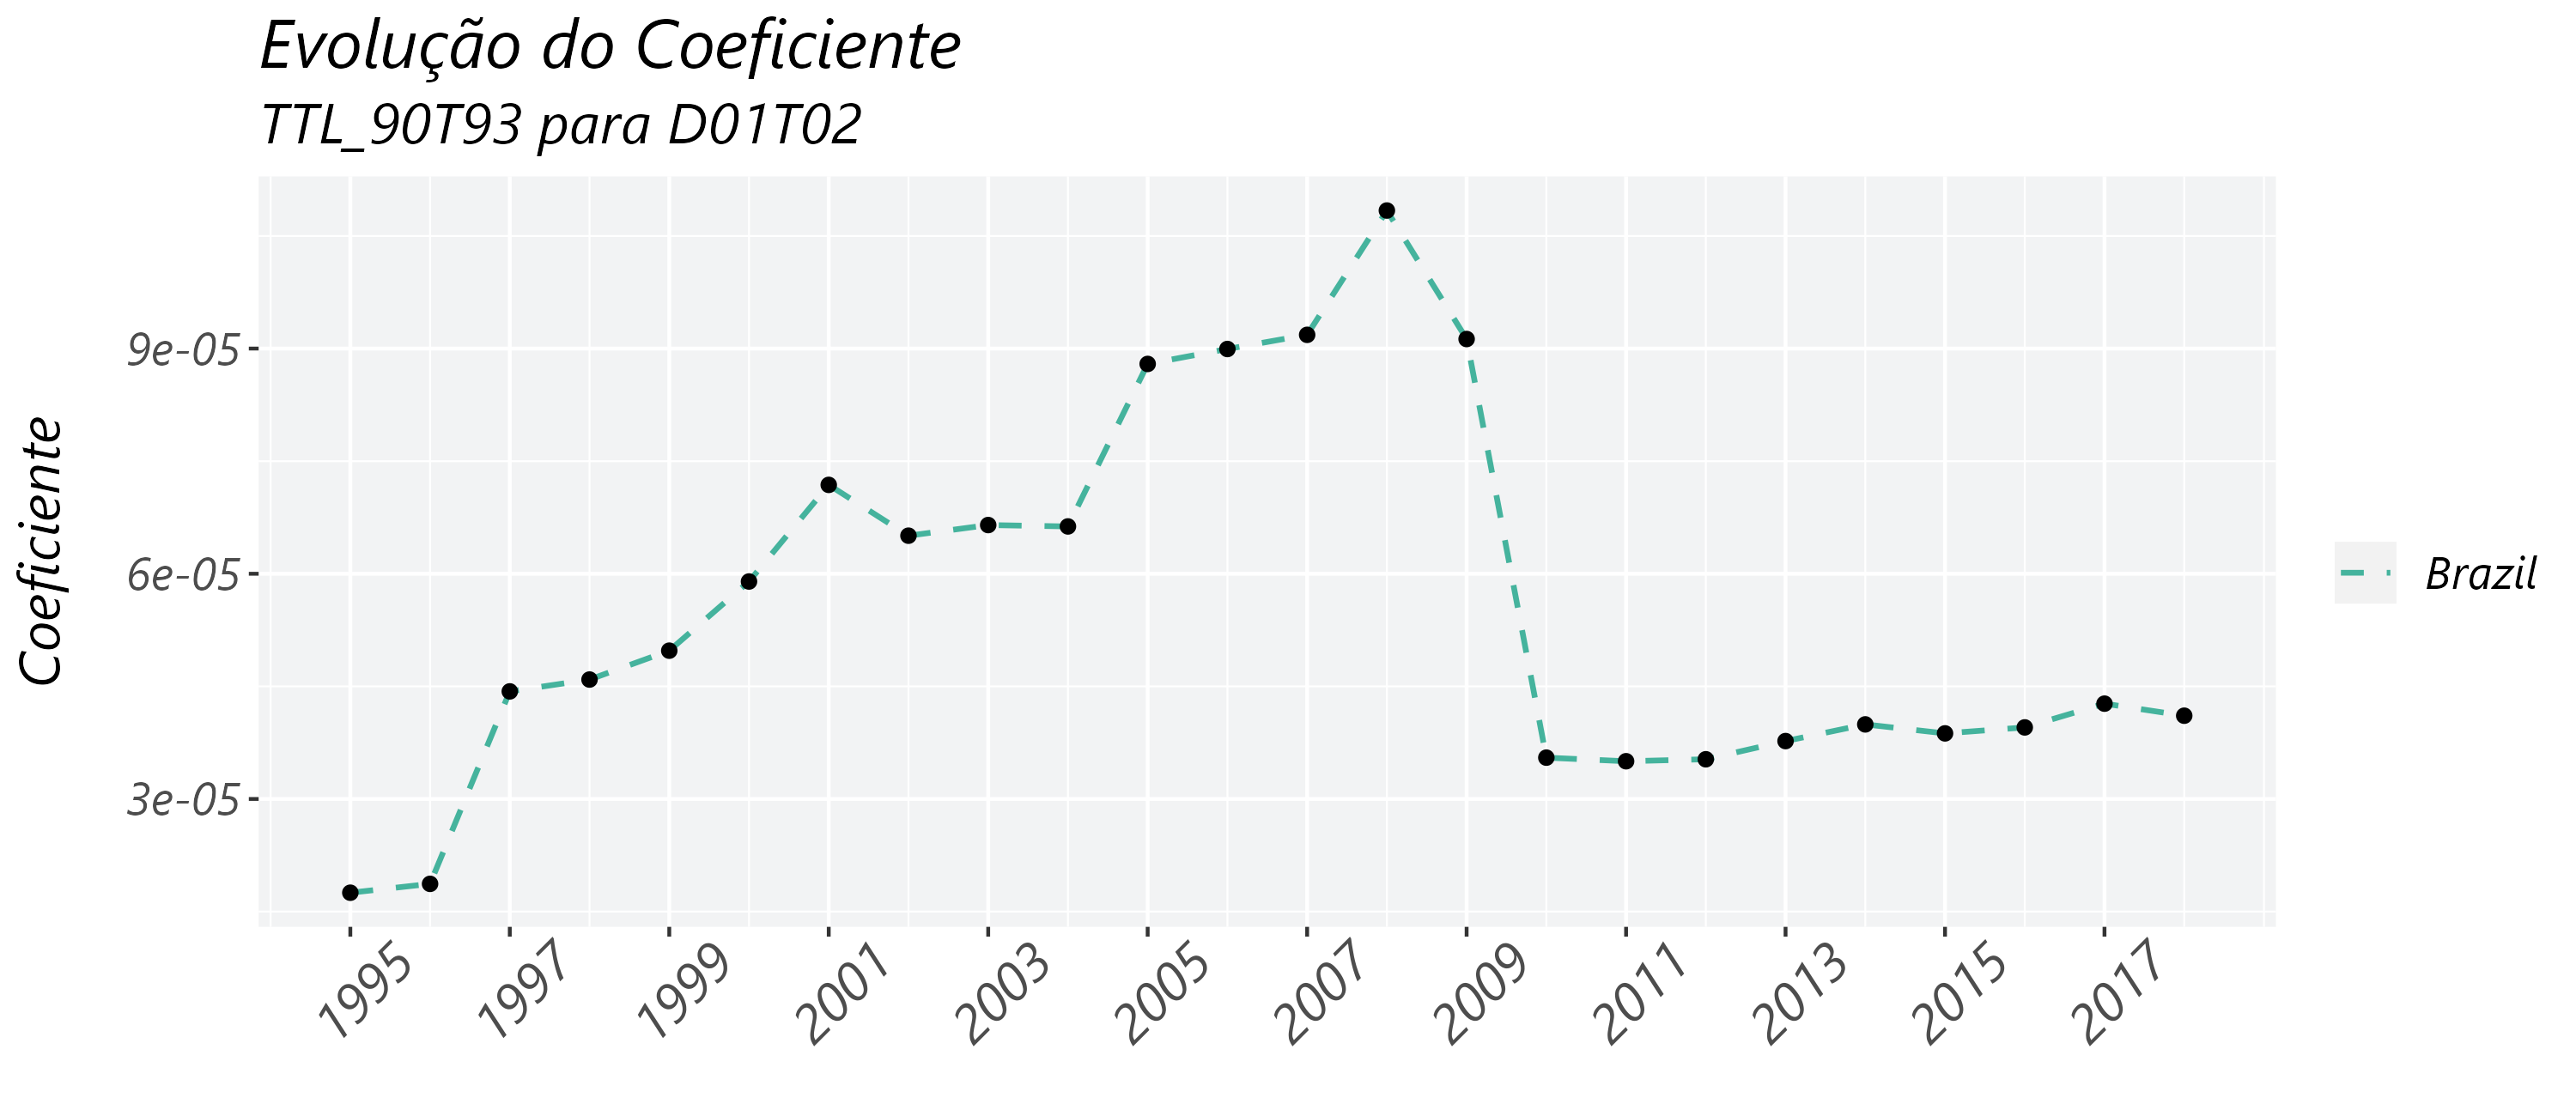 Evolução do Coeficiente
TTL_90T93 para D01T02
Coeficiente
9e-05
6e-05
3e-05
1995
1997
1999
2001
2003
2005
2007
2009
2011
2013
2015
2017
Brazil